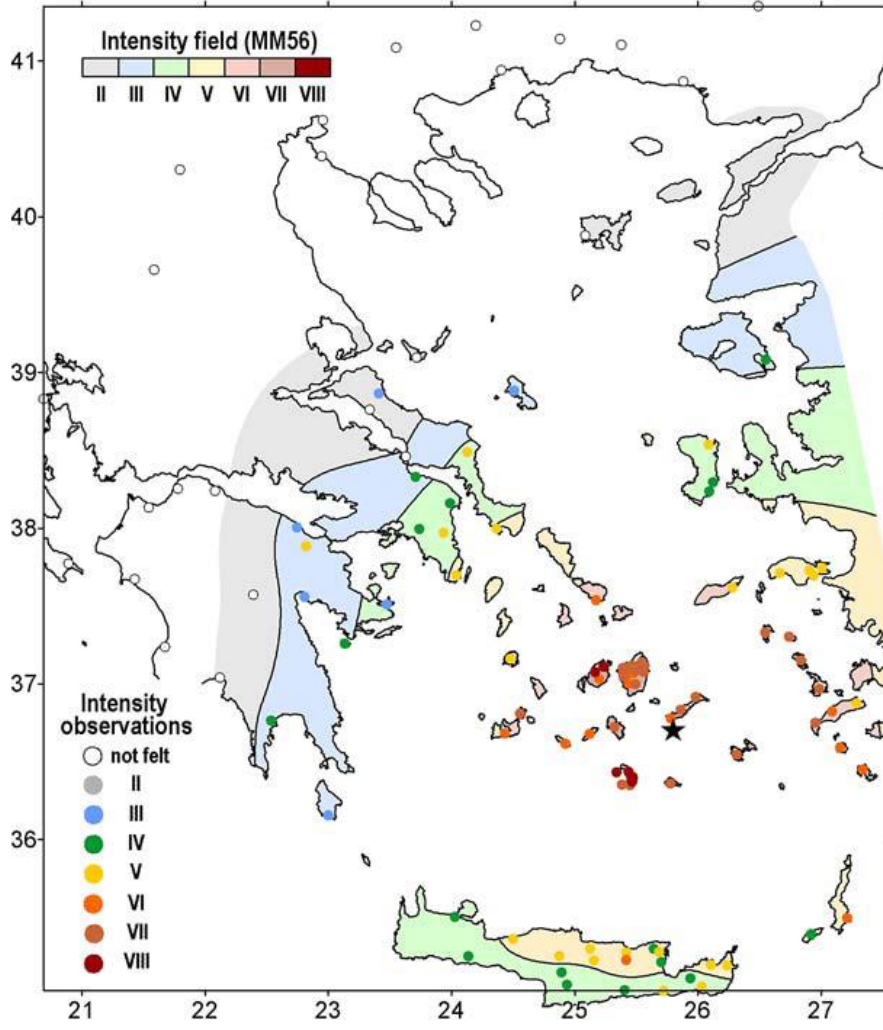 Intensity field (MM56)
II III IV V VI VII VIII
41
40
39
38
37
36
Intensity
observations
not felt
II
III
IV
V
VI
VII
VIII
21 22 23 24 25 26 27